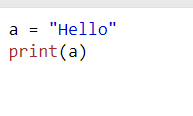 a = "Hello"
print(a)